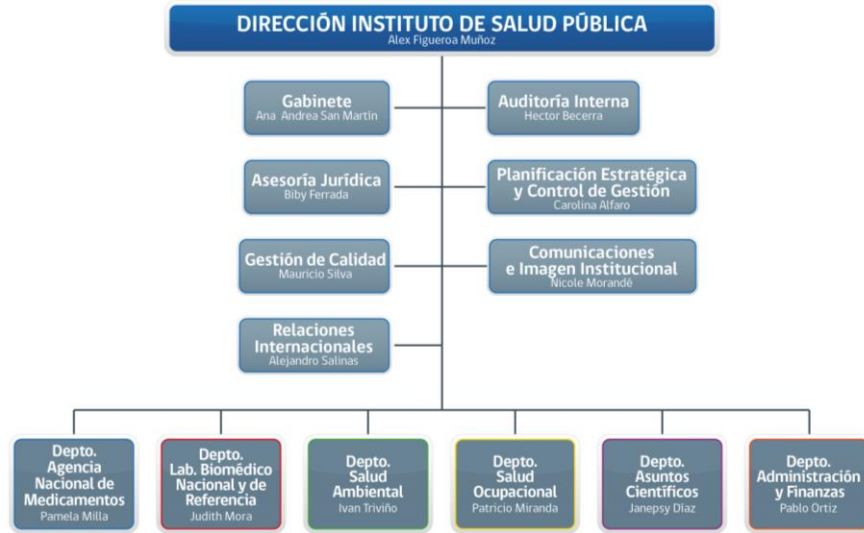 DIRECCIÓN INSTITUTO DE SALUD PÚBLICA
Alex Figueroa Muñoz
Gabinete
Ana Andrea San Martín
Auditoría Interna
Hector Becerra
Asesoría Jurídica
Biby Ferrada
Planificación Estratégica
y Control de Gestión
Carolina Alfaro
Gestión de Calidad
Mauricio Silva
Comunicaciones
e Imagen Institucional
Nicole Morandé
Relaciones
Internacionales
Alejandro Salinas
Depto.
Agencia
Nacional de
Medicamentos
Pamela Milla
Depto.
Lab. Biomédico
Nacional y de
Referencia
Judith Mora
Depto.
Salud
Ambiental
Ivan Triviño
Depto.
Salud
Ocupacional
Patricio Miranda
Depto.
Asuntos
Científicos
Janepsy Díaz
Depto.
Administración
y Finanzas
Pablo Ortiz